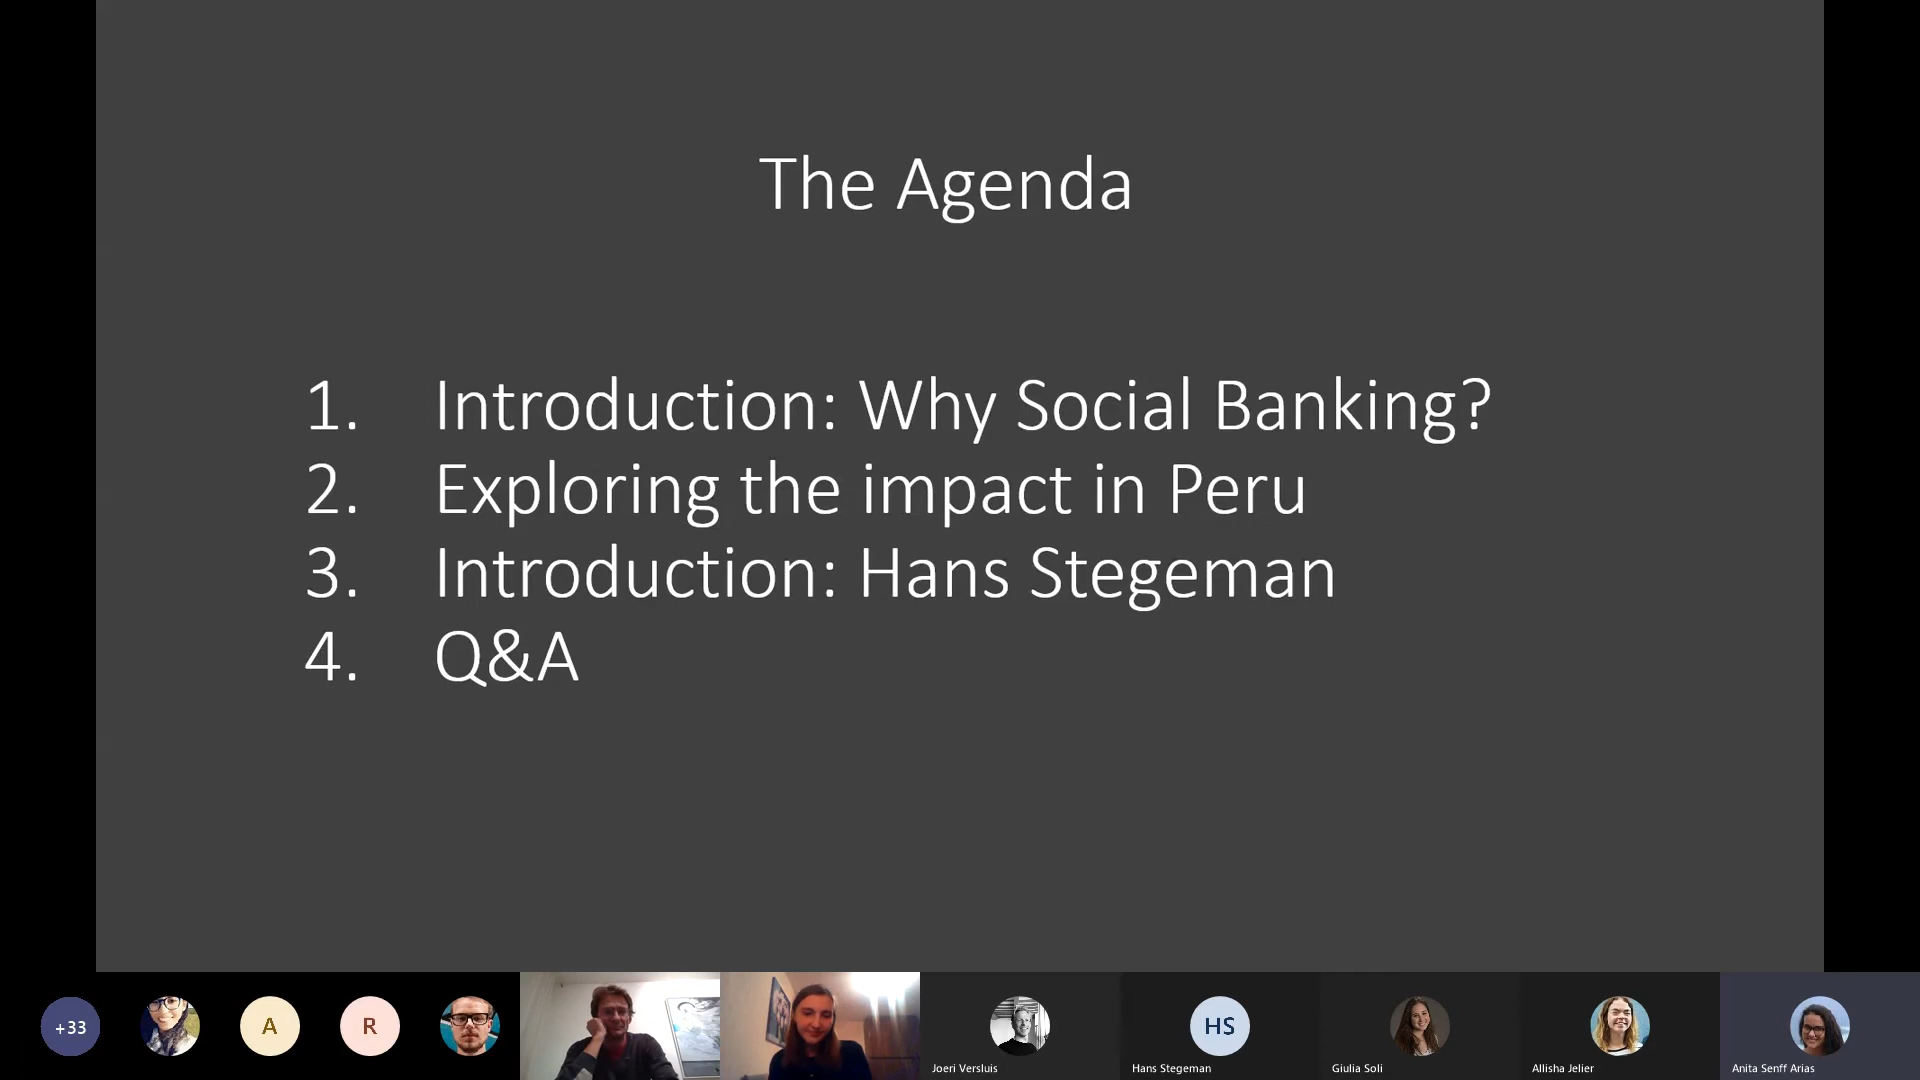 The Agenda
1. Introduction: Why Social Banking?
2. Exploring the impact in Peru
3. Introduction: Hans Stegeman
4. Q&A
+33
A
R
HS
Joeri Versluis
Hans Stegeman
Giulia Soli
Allisha Jelier
Anita Senff Arias